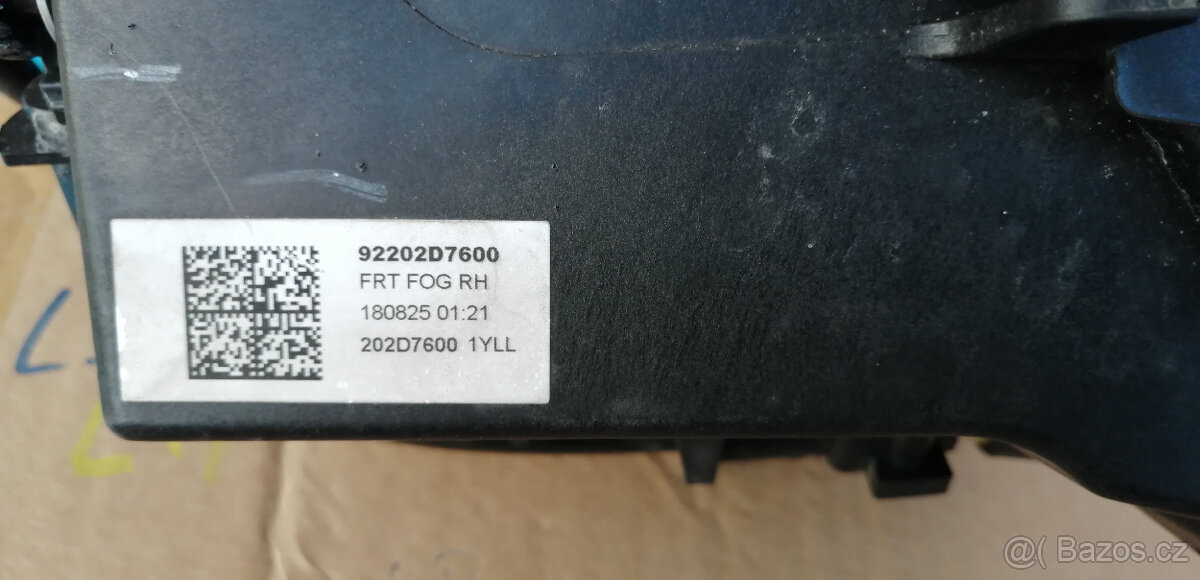 92202D7600
FRT FOG RH
180825 01:21
202D7600 1YLL
@( Bazos.cz